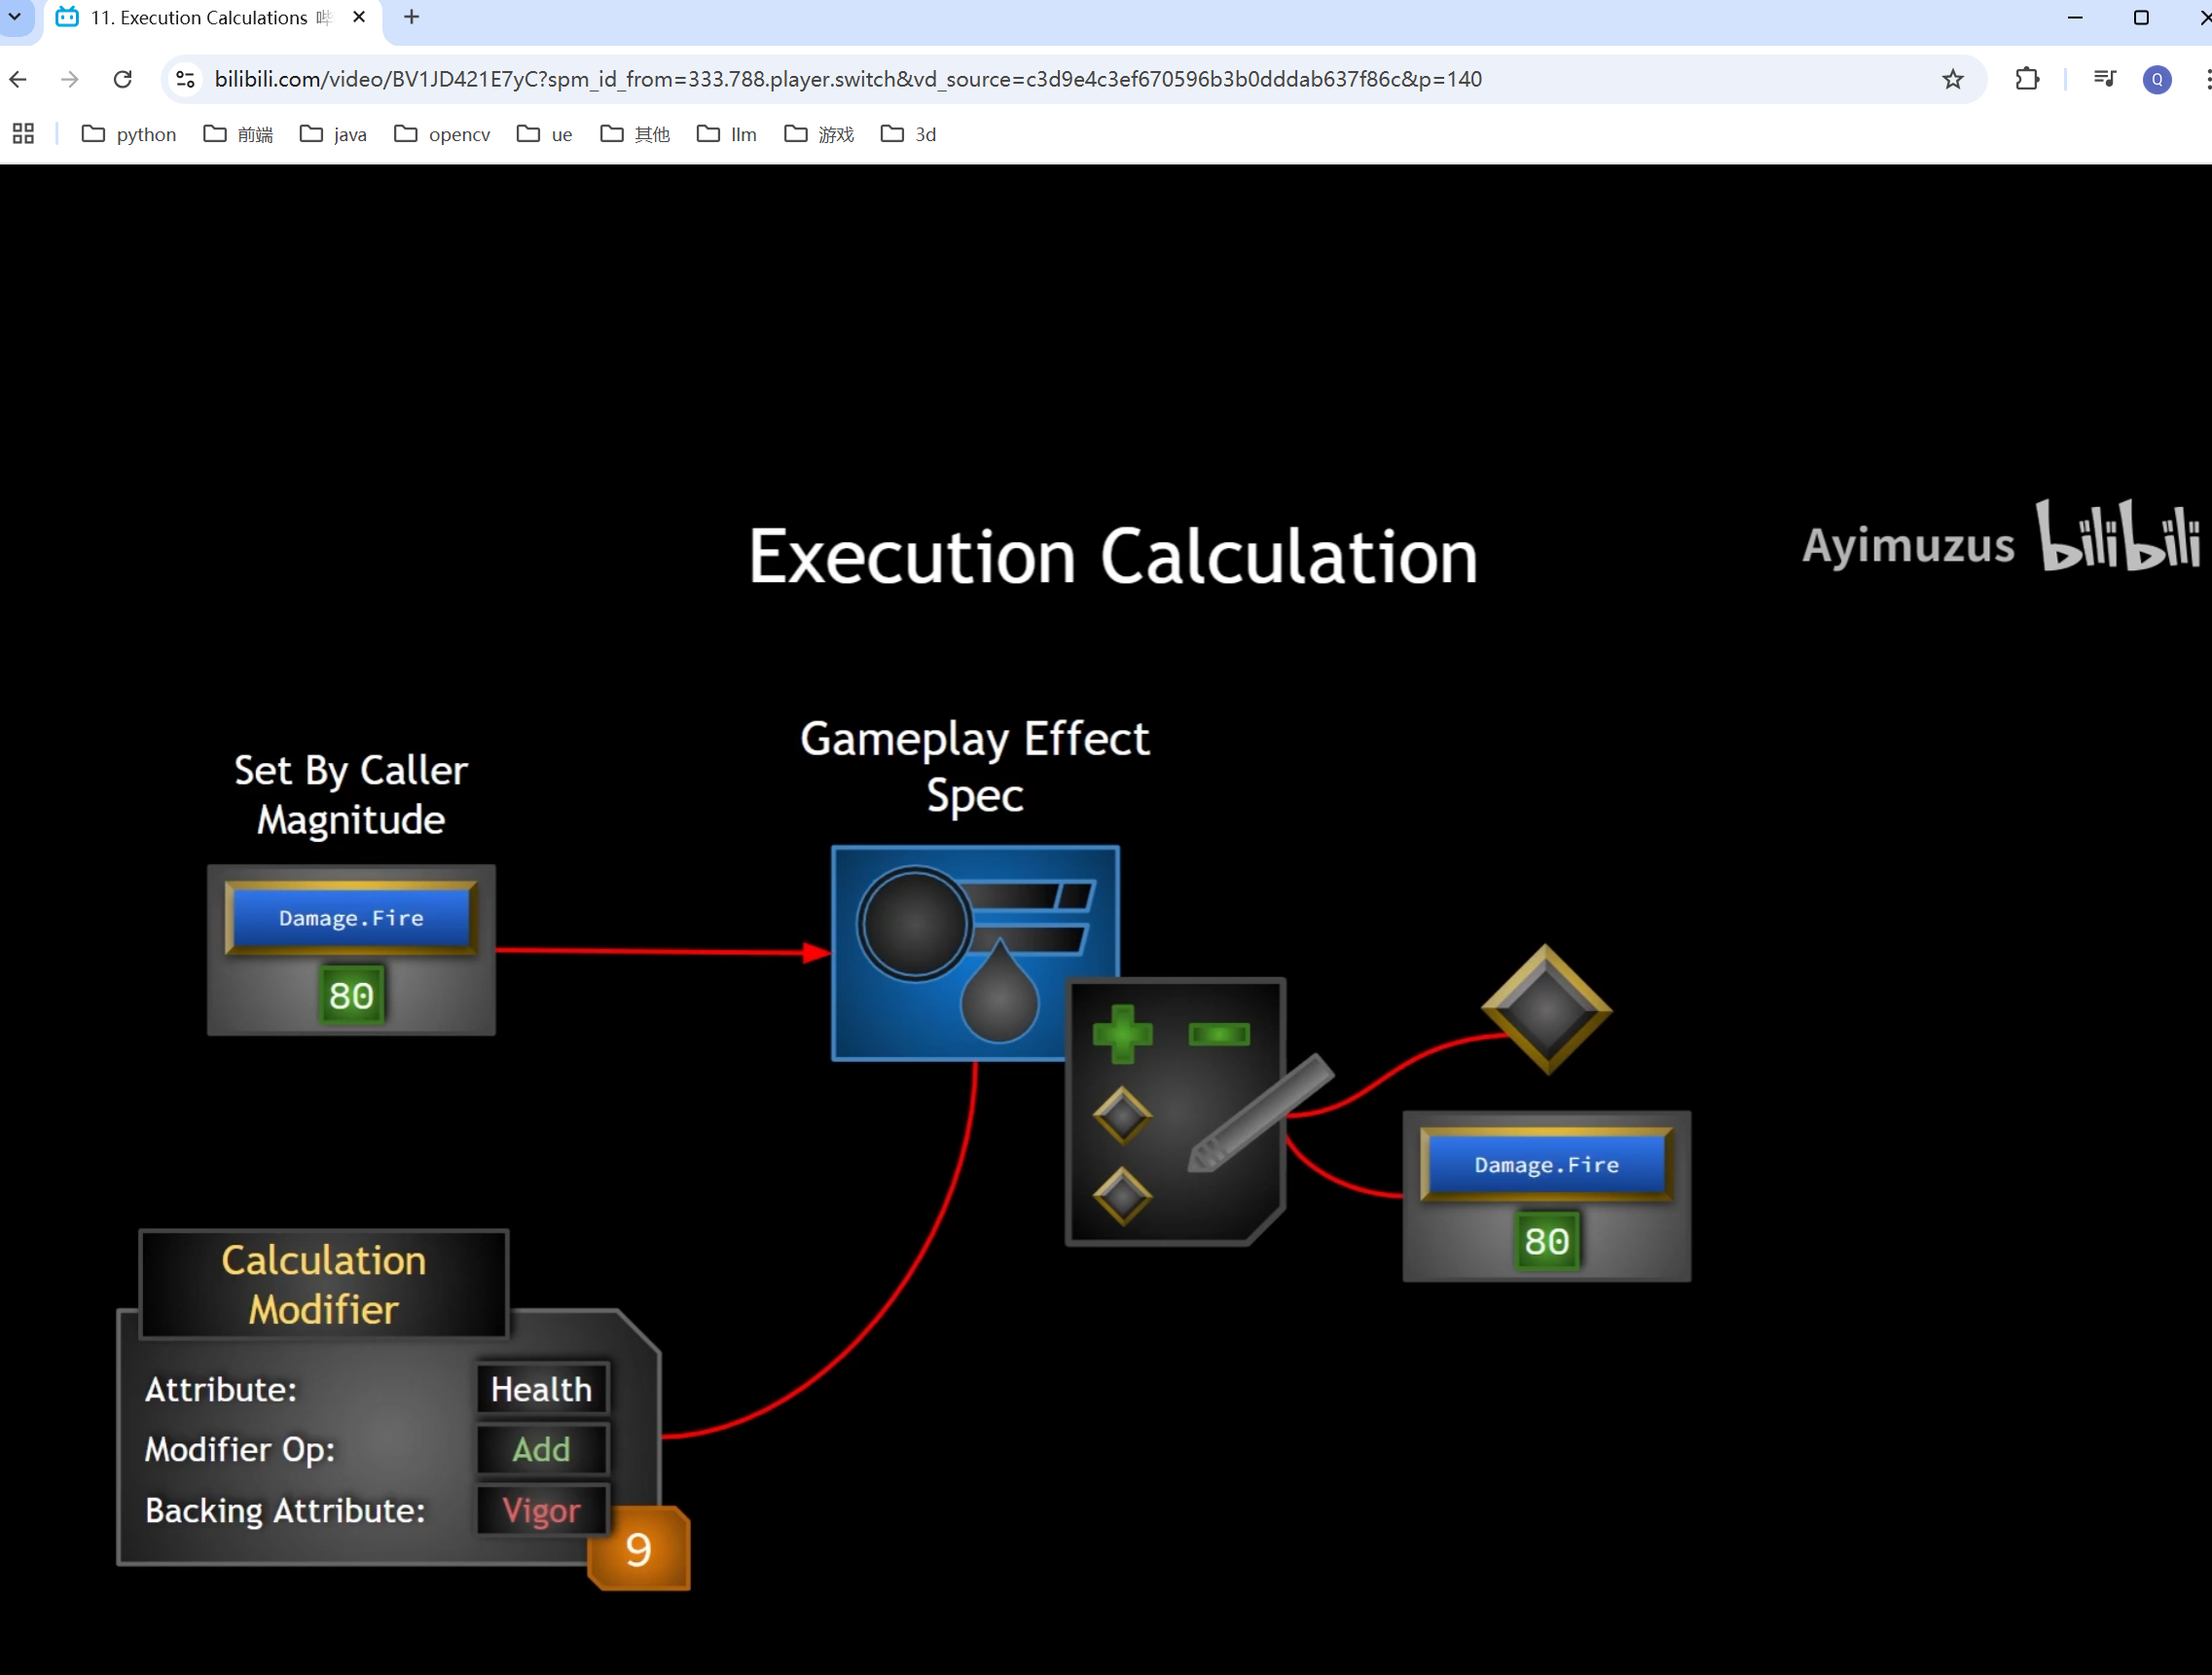 11. Execution Calculations 哔
bilibili.com/video/BV1JD421E7yC?spm_id_from=333.788.player.switch&vd_source=c3d9e4c3ef670596b3b0dddab637f86c&p=140
Q
python 前端 java opencv ue 其他 llm 游戏 3d
Execution Calculation
Ayimuzus bilibili
Gameplay Effect
Spec
Set By Caller
Magnitude
Damage.Fire
80
Damage.Fire
80
Calculation
Modifier
Attribute: Health
Modifier Op: Add
Backing Attribute: Vigor
9